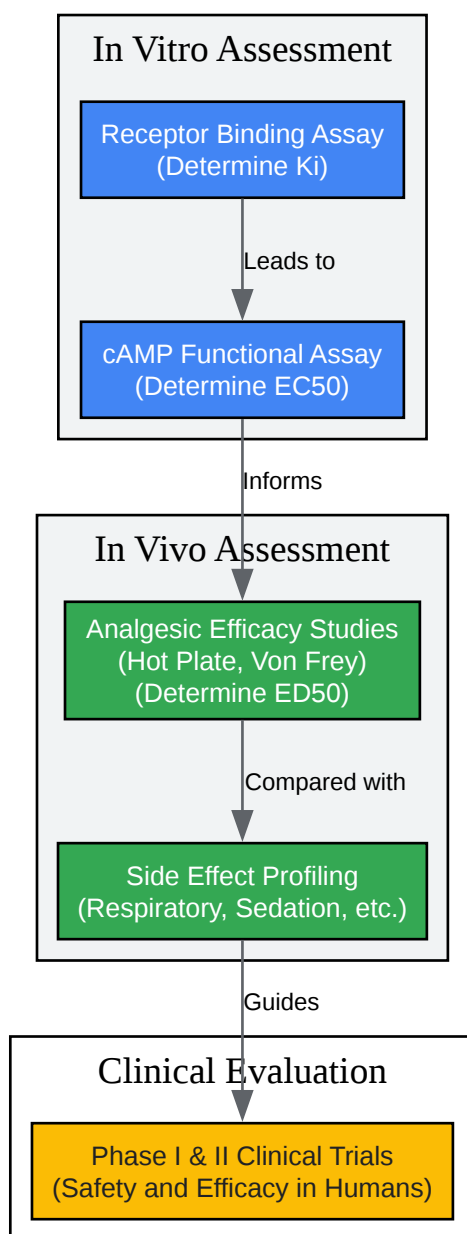 In Vitro Assessment
Receptor Binding Assay
(Determine Ki)
Leads to
cAMP Functional Assay
(Determine EC50)
Informs
In Vivo Assessment
Analgesic Efficacy Studies
(Hot Plate, Von Frey)
(Determine ED50)
Compared with
Side Effect Profiling
(Respiratory, Sedation, etc.)
Guides
Clinical Evaluation
Phase I & II Clinical Trials
(Safety and Efficacy in Humans)